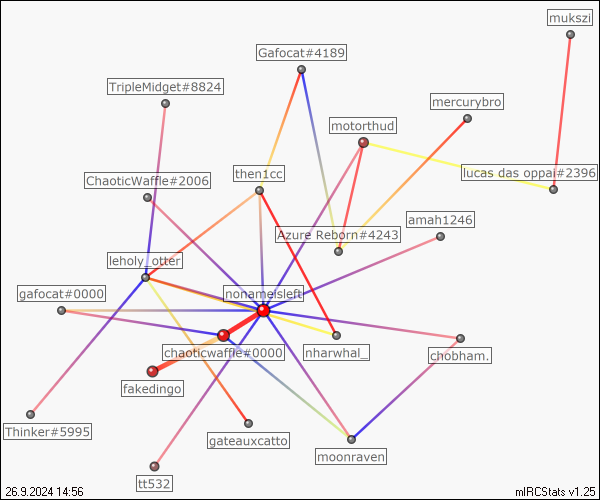 mukszi
Gafocat#4189
TripleMidget#8824
mercurybro
motorthud
then1cc
lucas das oppai#2396
ChaoticWaffle#2006
amah1246
Azure Reborn#4243
leholy_otter
gafocat#0000
nonameisleft
chaoticwaffle#0000
nharwhal_
chobham.
fakedingo
Thinker#5995
gateauxcatto
moonraven
tt532
26.9.2024 14:56
mIRCStats v1.25